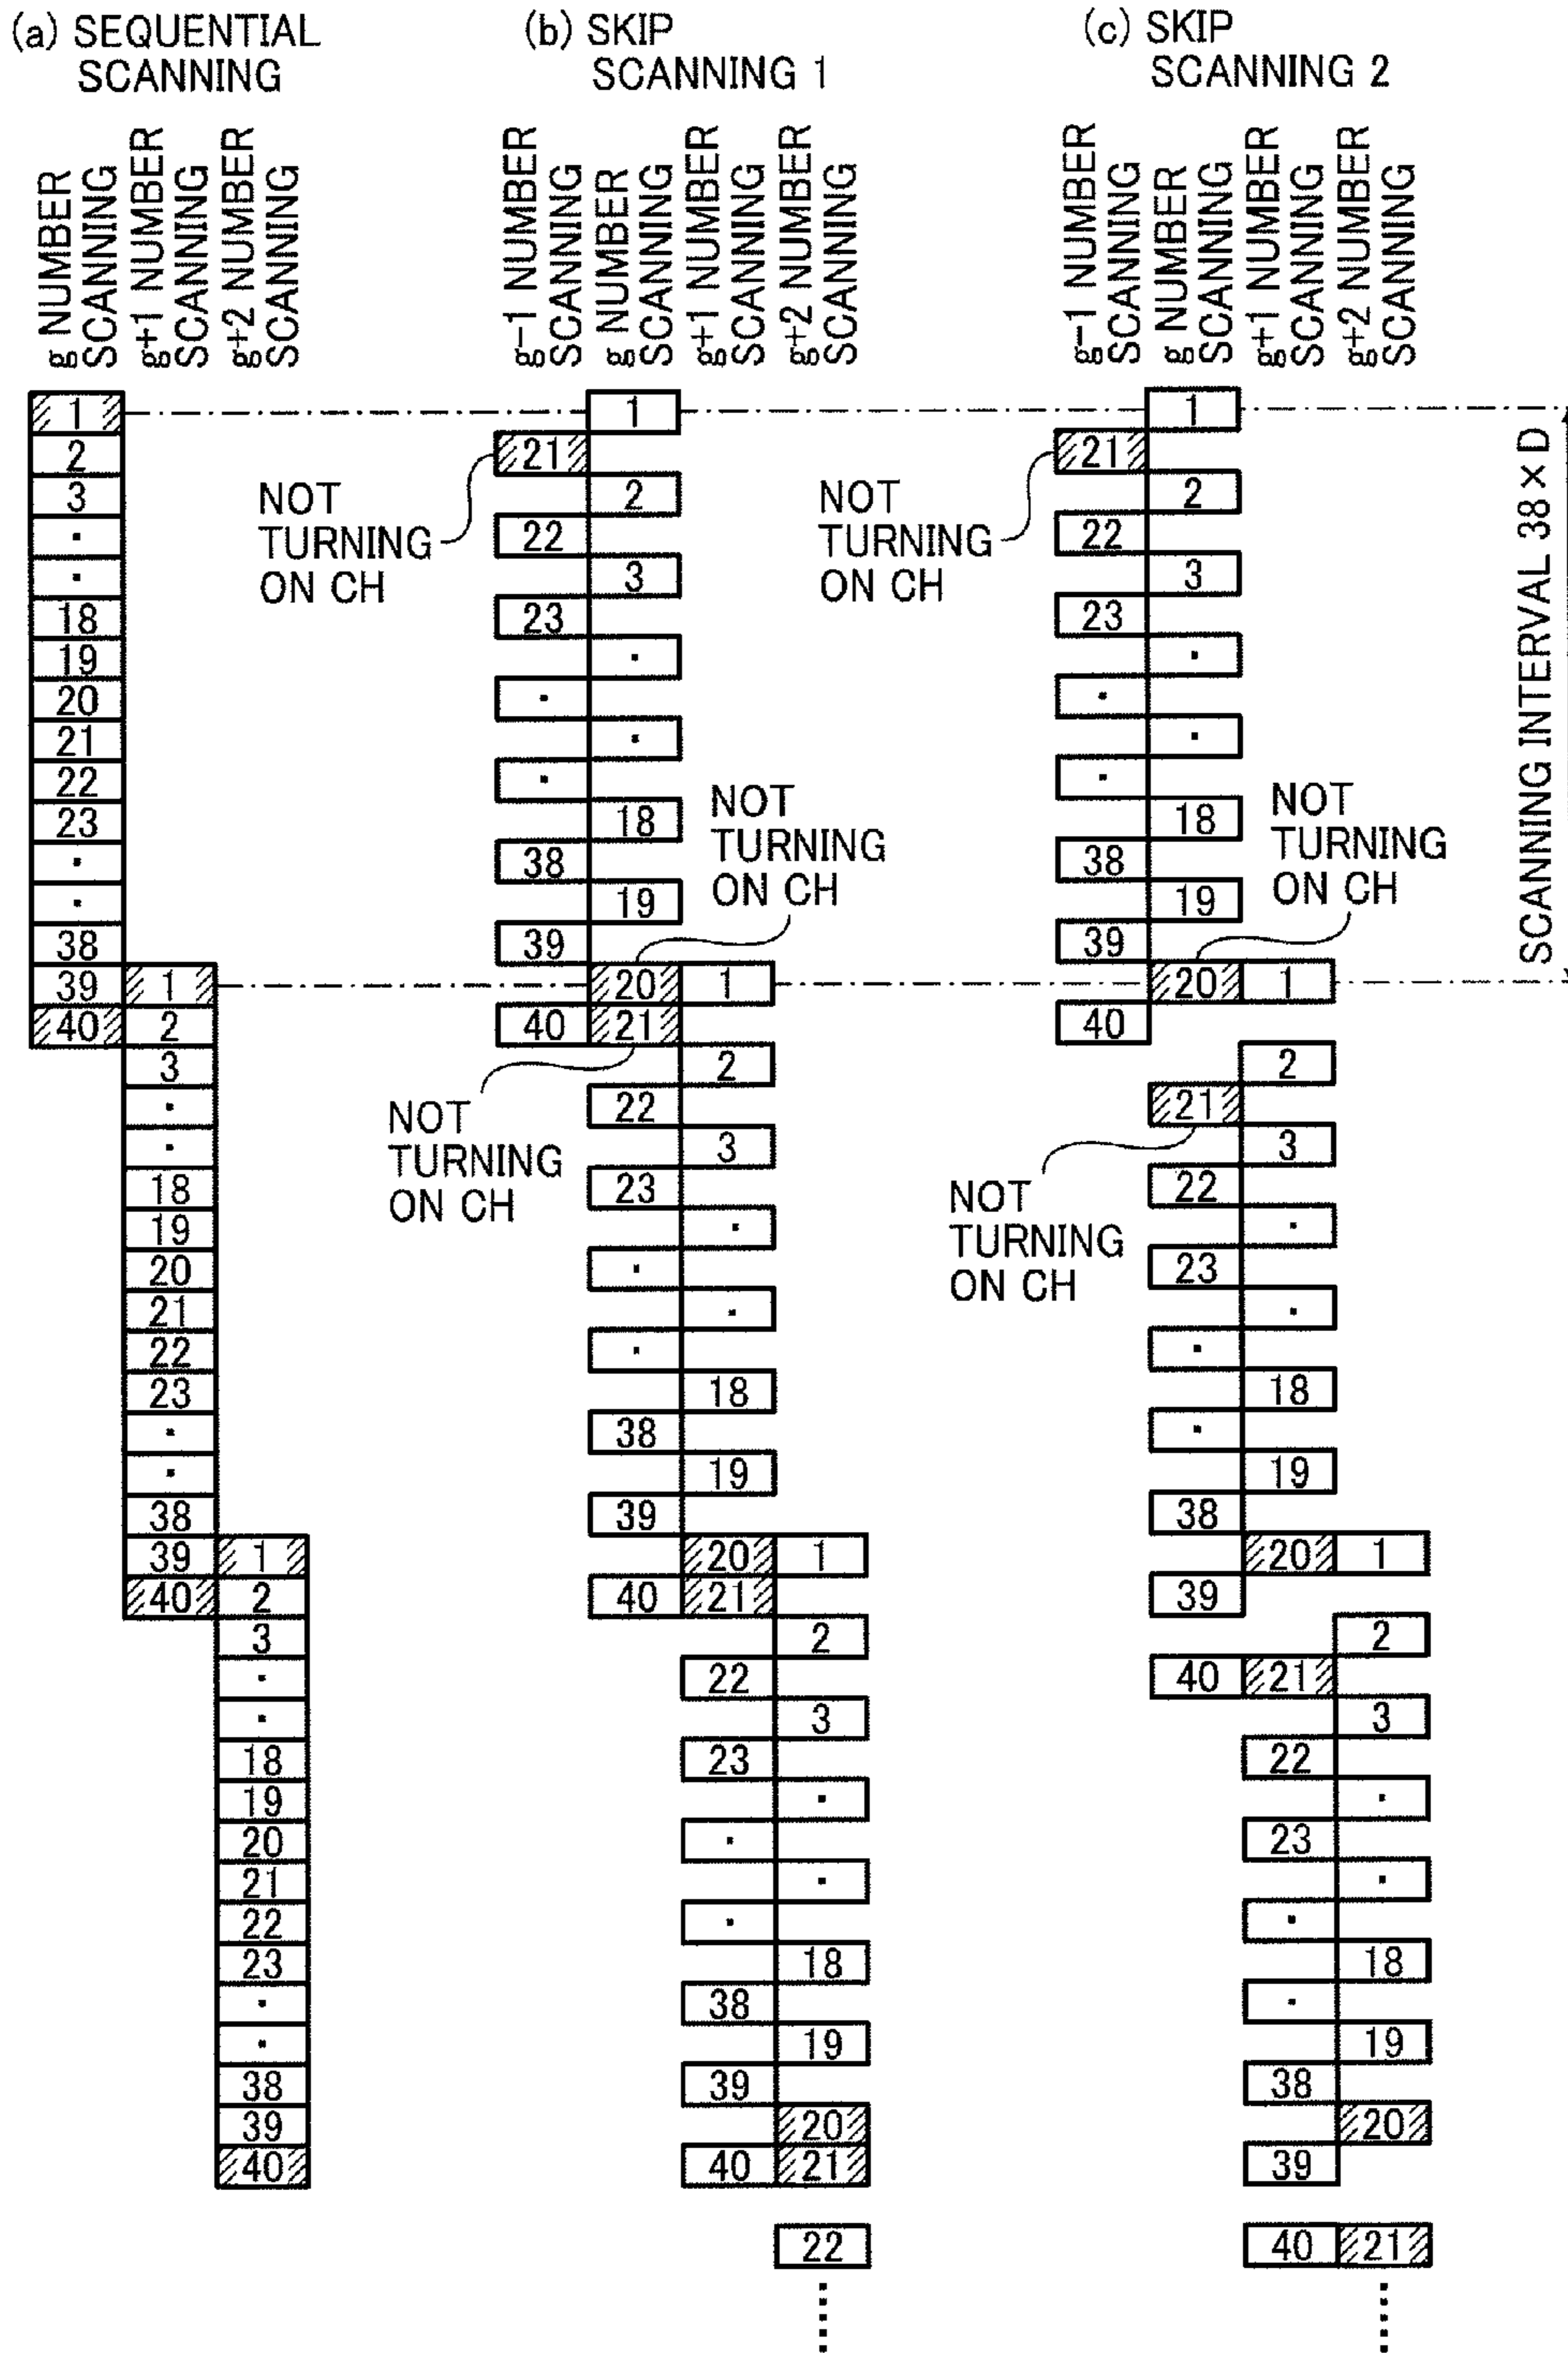 (a) SEQUENTIAL
SCANNING
(b) SKIP
SCANNING 1
(c) SKIP
SCANNING 2
g NUMBER
SCANNING
g+1 NUMBER
SCANNING
g+2 NUMBER
SCANNING
g-1 NUMBER
SCANNING
g NUMBER
SCANNING
g+1 NUMBER
SCANNING
g+2 NUMBER
SCANNING
g-1 NUMBER
SCANNING
g NUMBER
SCANNING
g+1 NUMBER
SCANNING
g+2 NUMBER
SCANNING
1
2
3
18
19
20
21
22
23
38
39 1
40 2
3
18
19
20
21
22
23
38
39 1
40 2
3
18
19
20
21
22
23
38
39
40
1
21
NOT
TURNING
ON CH
2
22
3
23
18
38
NOT
TURNING
ON CH
19
39
20 1
40 21
NOT
TURNING
ON CH
2
22
3
23
18
38
19
39
20 1
40 21
2
22
3
23
18
38
19
39
20
40 21
22
1
21
NOT
TURNING
ON CH
2
22
3
23
18
38
NOT
TURNING
ON CH
19
39
20 1
40
2
21
NOT
TURNING
ON CH
3
22
23
18
19
38
20 1
39
2
40 21
3
22
23
18
19
38
20
39
40 21
SCANNING INTERVAL 38×D